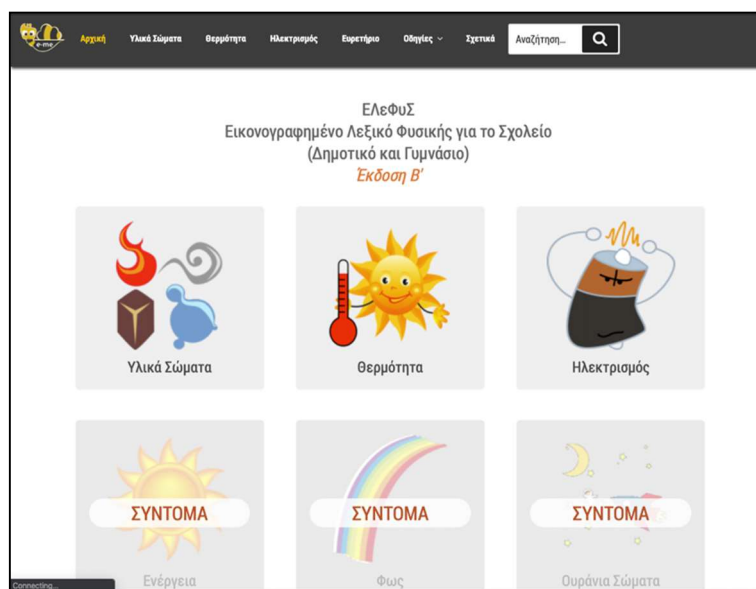 e-me
Αρχική Υλικά Σώματα Θερμότητα Ηλεκτρισμός Ευρετήριο Οδηγίες Σχετικά Αναζήτηση...
ΕΛεΦυΣ
Εικονογραφημένο Λεξικό Φυσικής για το Σχολείο
(Δημοτικό και Γυμνάσιο)
Έκδοση Β'
Υλικά Σώματα Θερμότητα Ηλεκτρισμός
ΣΥΝΤΟΜΑ ΣΥΝΤΟΜΑ ΣΥΝΤΟΜΑ
Ενέργεια Φως Ουράνια Σώματα
Connecting...